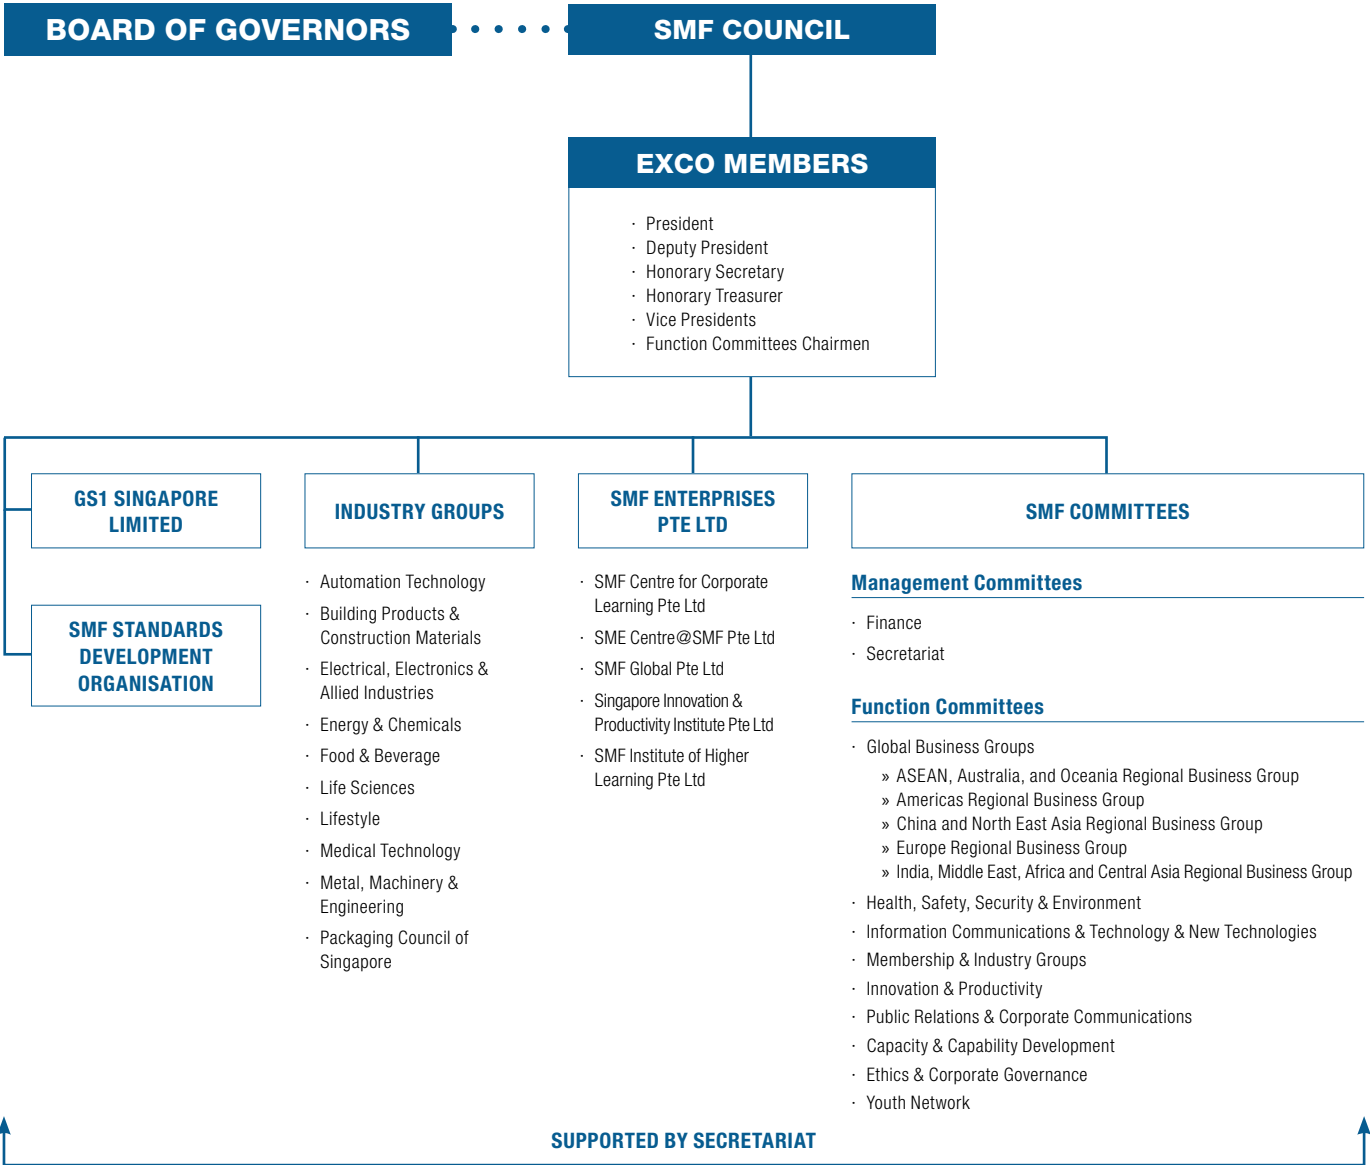 BOARD OF GOVERNORS
SMF COUNCIL
EXCO MEMBERS
· President
· Deputy President
· Honorary Secretary
· Honorary Treasurer
· Vice Presidents
· Function Committees Chairmen
GS1 SINGAPORE
LIMITED
SMF STANDARDS
DEVELOPMENT
ORGANISATION
INDUSTRY GROUPS
· Automation Technology
· Building Products &
Construction Materials
· Electrical, Electronics &
Allied Industries
· Energy & Chemicals
· Food & Beverage
· Life Sciences
· Lifestyle
· Medical Technology
· Metal, Machinery &
Engineering
· Packaging Council of
Singapore
SMF ENTERPRISES
PTE LTD
· SMF Centre for Corporate
Learning Pte Ltd
· SME Centre@SMF Pte Ltd
· SMF Global Pte Ltd
· Singapore Innovation &
Productivity Institute Pte Ltd
· SMF Institute of Higher
Learning Pte Ltd
SMF COMMITTEES
Management Committees
· Finance
· Secretariat
Function Committees
· Global Business Groups
» ASEAN, Australia, and Oceania Regional Business Group
» Americas Regional Business Group
» China and North East Asia Regional Business Group
» Europe Regional Business Group
» India, Middle East, Africa and Central Asia Regional Business Group
· Health, Safety, Security & Environment
· Information Communications & Technology & New Technologies
· Membership & Industry Groups
· Innovation & Productivity
· Public Relations & Corporate Communications
· Capacity & Capability Development
· Ethics & Corporate Governance
· Youth Network
SUPPORTED BY SECRETARIAT